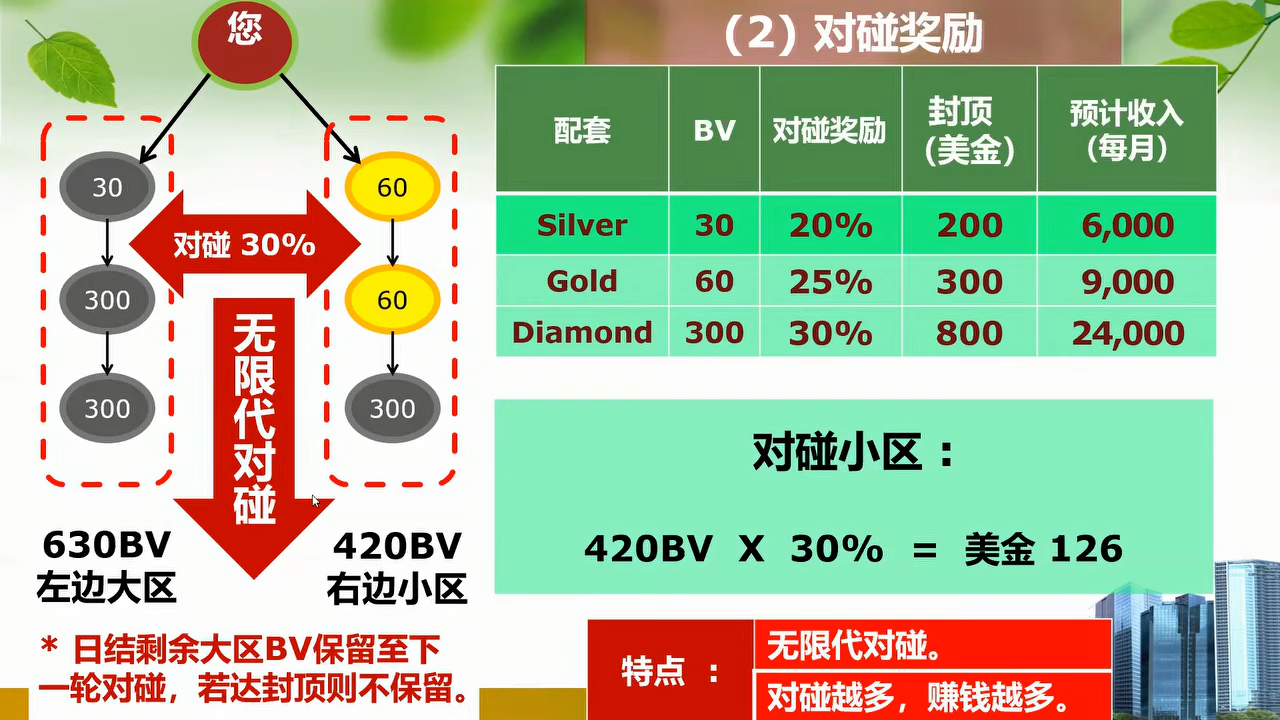 您
30
60
对碰 30%
300
60
无限代对碰
300
300
630BV
左边大区
420BV
右边小区
* 日结剩余大区BV保留至下
一轮对碰，若达封顶则不保留。
(2) 对碰奖励
配套 BV 对碰奖励 封顶（美金） 预计收入（每月）
Silver 30 20% 200 6,000
Gold 60 25% 300 9,000
Diamond 300 30% 800 24,000
对碰小区：
420BV X 30% = 美金 126
特点 ：
无限代对碰。
对碰越多，赚钱越多。